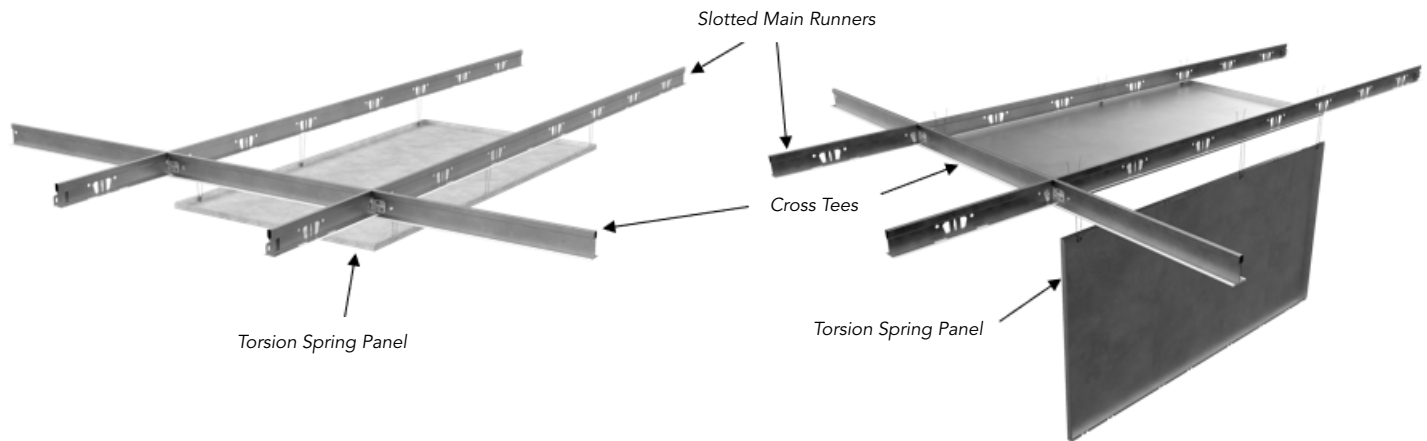 Slotted Main Runners
Cross Tees
Torsion Spring Panel
Torsion Spring Panel